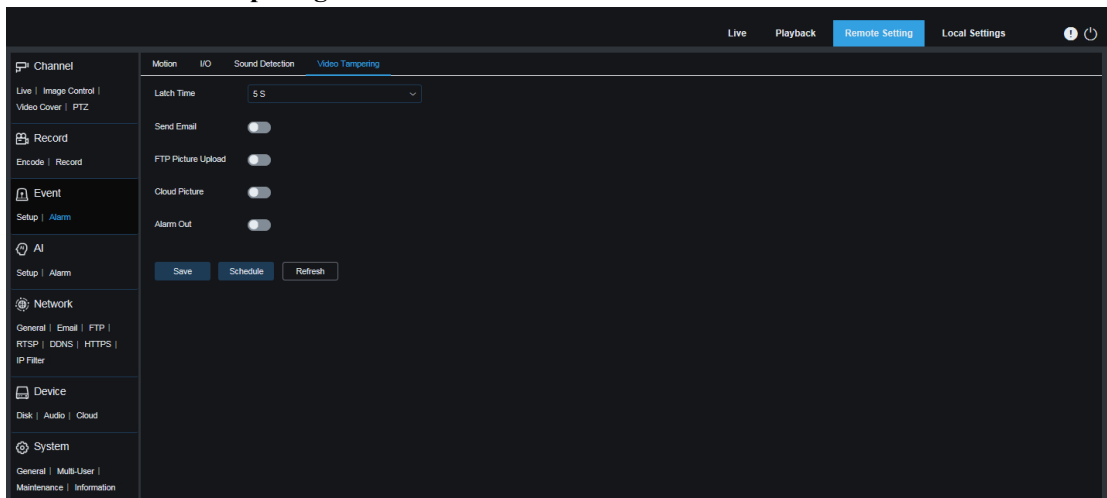 Live Playback Remote Setting Local Settings
Channel
Live | Image Control |
Video Cover | PTZ
Record
Encode | Record
Event
Setup | Alarm
AI
Setup | Alarm
Network
General | Email | FTP |
RTSP | DDNS | HTTPS |
IP Filter
Device
Disk | Audio | Cloud
System
General | Multi-User |
Maintenance | Information
Motion I/O Sound Detection Video Tampering
Latch Time 5 S
Send Email
FTP Picture Upload
Cloud Picture
Alarm Out
Save Schedule Refresh